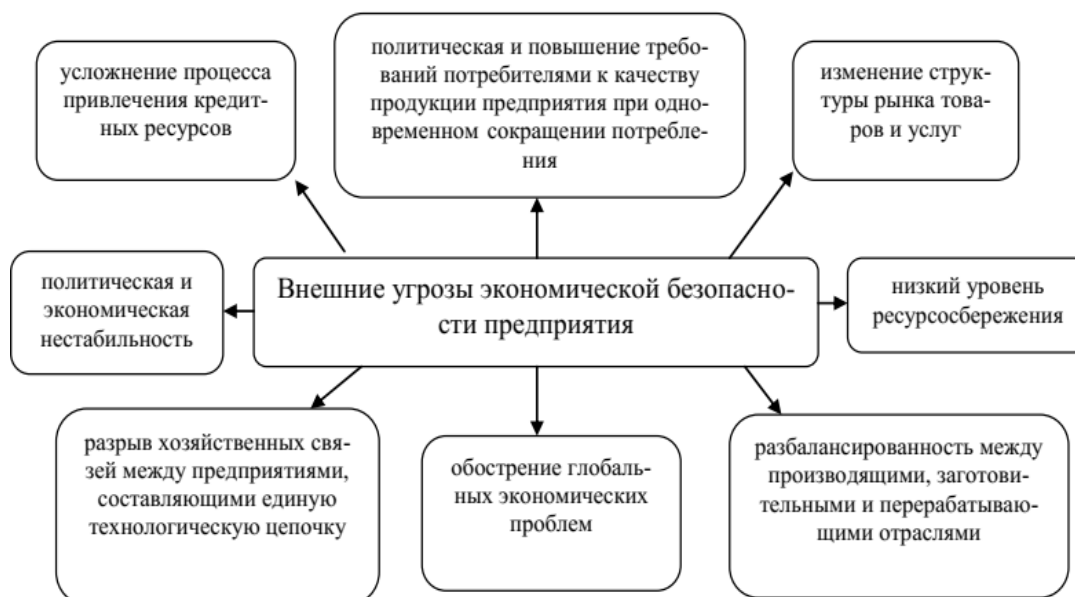 усложнение процесса
привлечения кредит-
ных ресурсов
политическая и повышение требо-
ваний потребителями к качеству
продукции предприятия при одно-
временном сокращении потребле-
ния
изменение струк-
туры рынка това-
ров и услуг
политическая и
экономическая
нестабильность
Внешние угрозы экономической безопасно-
сти предприятия
низкий уровень
ресурсосбережения
разрыв хозяйственных свя-
зей между предприятиями,
составляющими единую
технологическую цепочку
обострение глобаль-
ных экономических
проблем
разбалансированность между
производящими, заготови-
тельными и перерабатываю-
щими отраслями